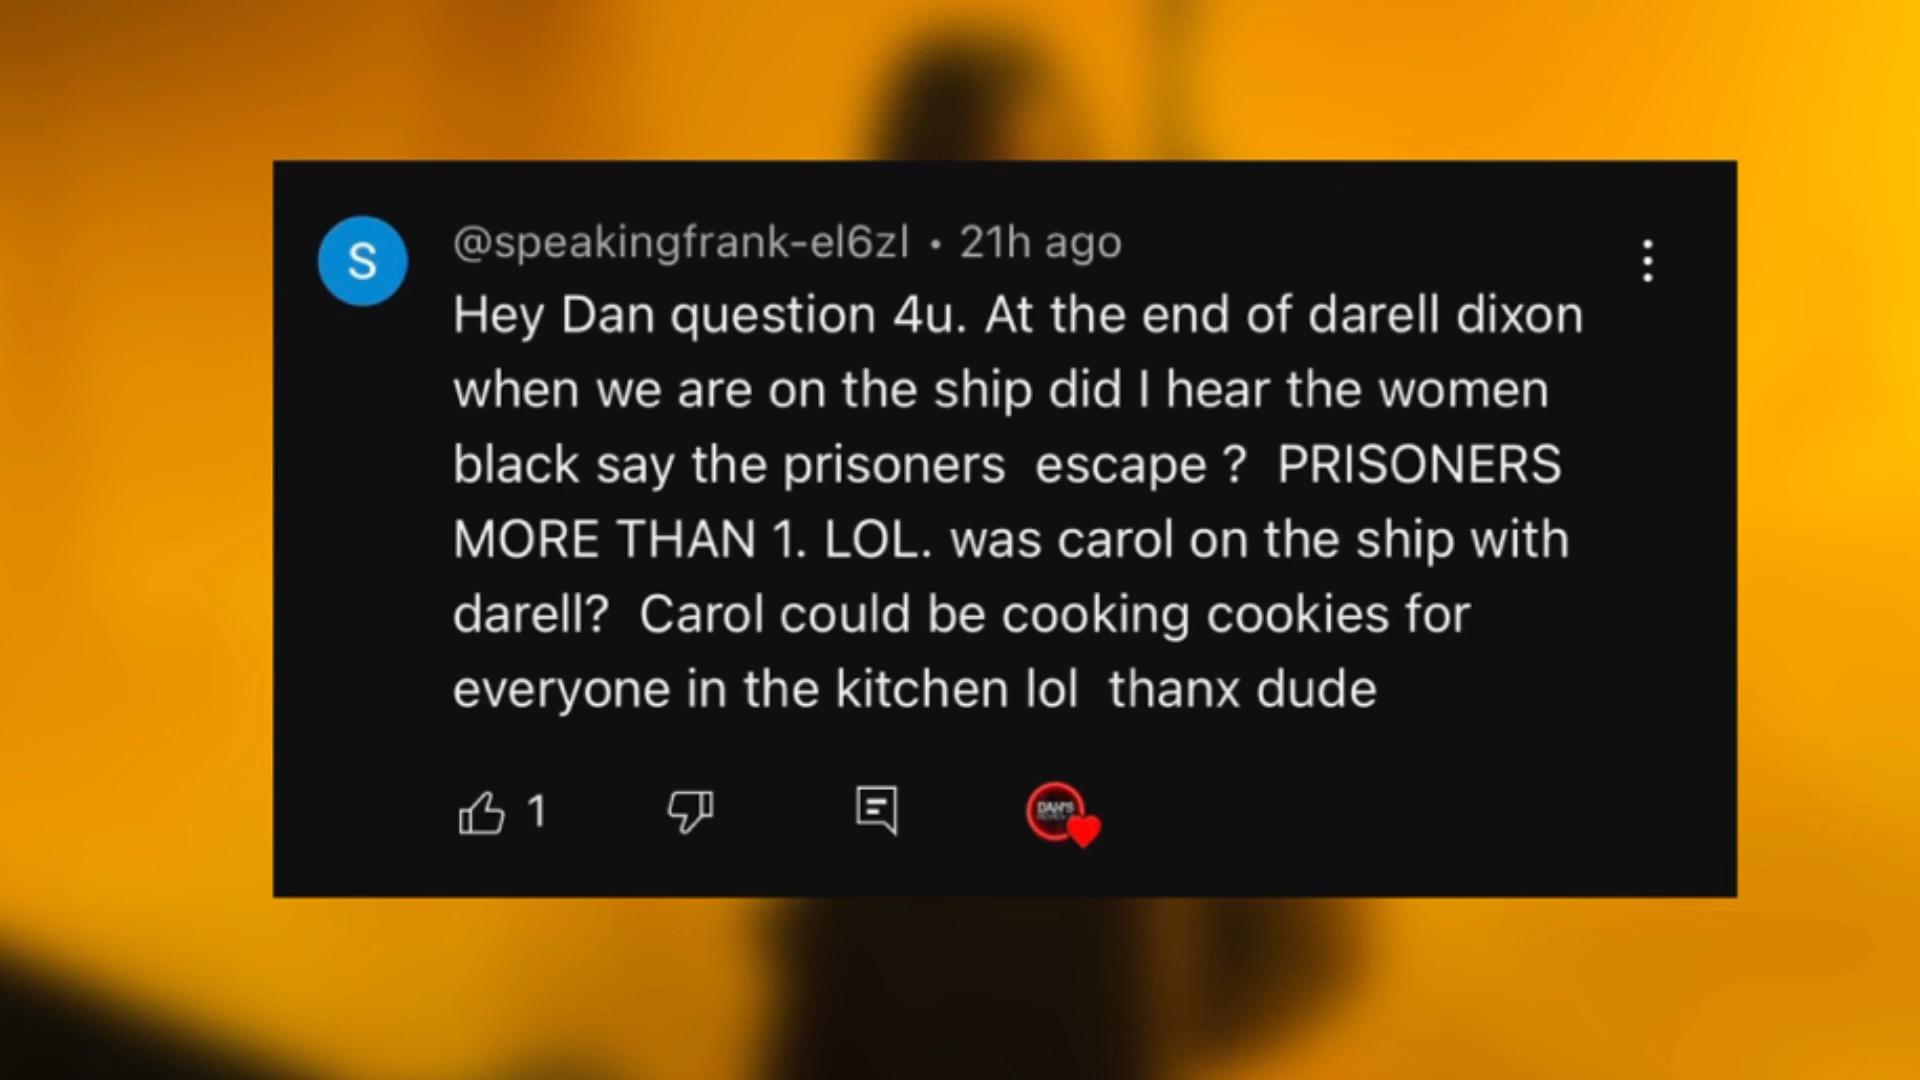 S
@speakingfrank-el6zl • 21h ago
Hey Dan question 4u. At the end of darell dixon
when we are on the ship did I hear the women
black say the prisoners  escape ?  PRISONERS
MORE THAN 1. LOL. was carol on the ship with
darell?  Carol could be cooking cookies for
everyone in the kitchen lol  thanx dude
1
DAN'S